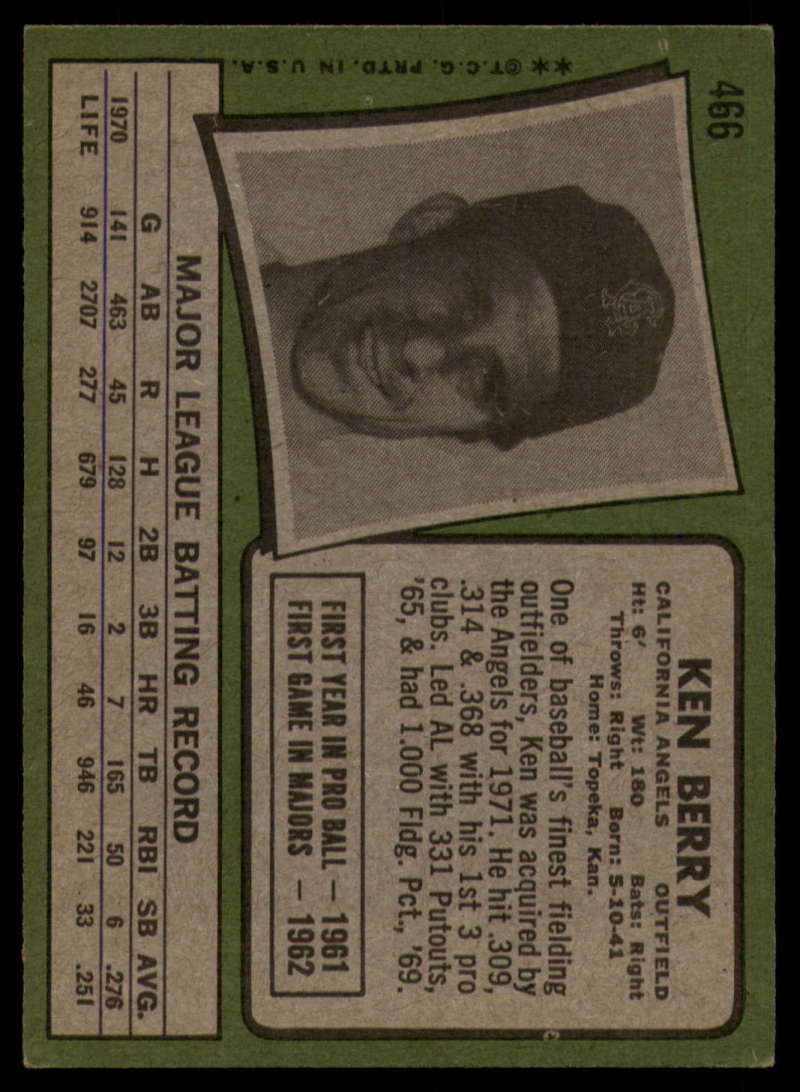 466
**©T.C.G. PRTD. IN U.S.A.
KEN BERRY
CALIFORNIA ANGELS OUTFIELD
Ht: 6' Wt: 180 Bats: Right
Throws: Right Born: 5-10-41
Home: Topeka, Kan.
One of baseball's finest fielding
outfielders, Ken was acquired by
the Angels for 1971. He hit .309,
.314 & .368 with his 1st 3 pro
clubs. Led AL with 331 Putouts,
'65, & had 1.000 Fldg. Pct., '69.
FIRST YEAR IN PRO BALL — 1961
FIRST GAME IN MAJORS — 1962
MAJOR LEAGUE BATTING RECORD
G AB R H 2B 3B HR TB RBI SB AVG.
1970 141 463 45 128 12 2 7 165 50 6 .276
LIFE 914 2707 277 679 97 16 46 946 221 33 .251